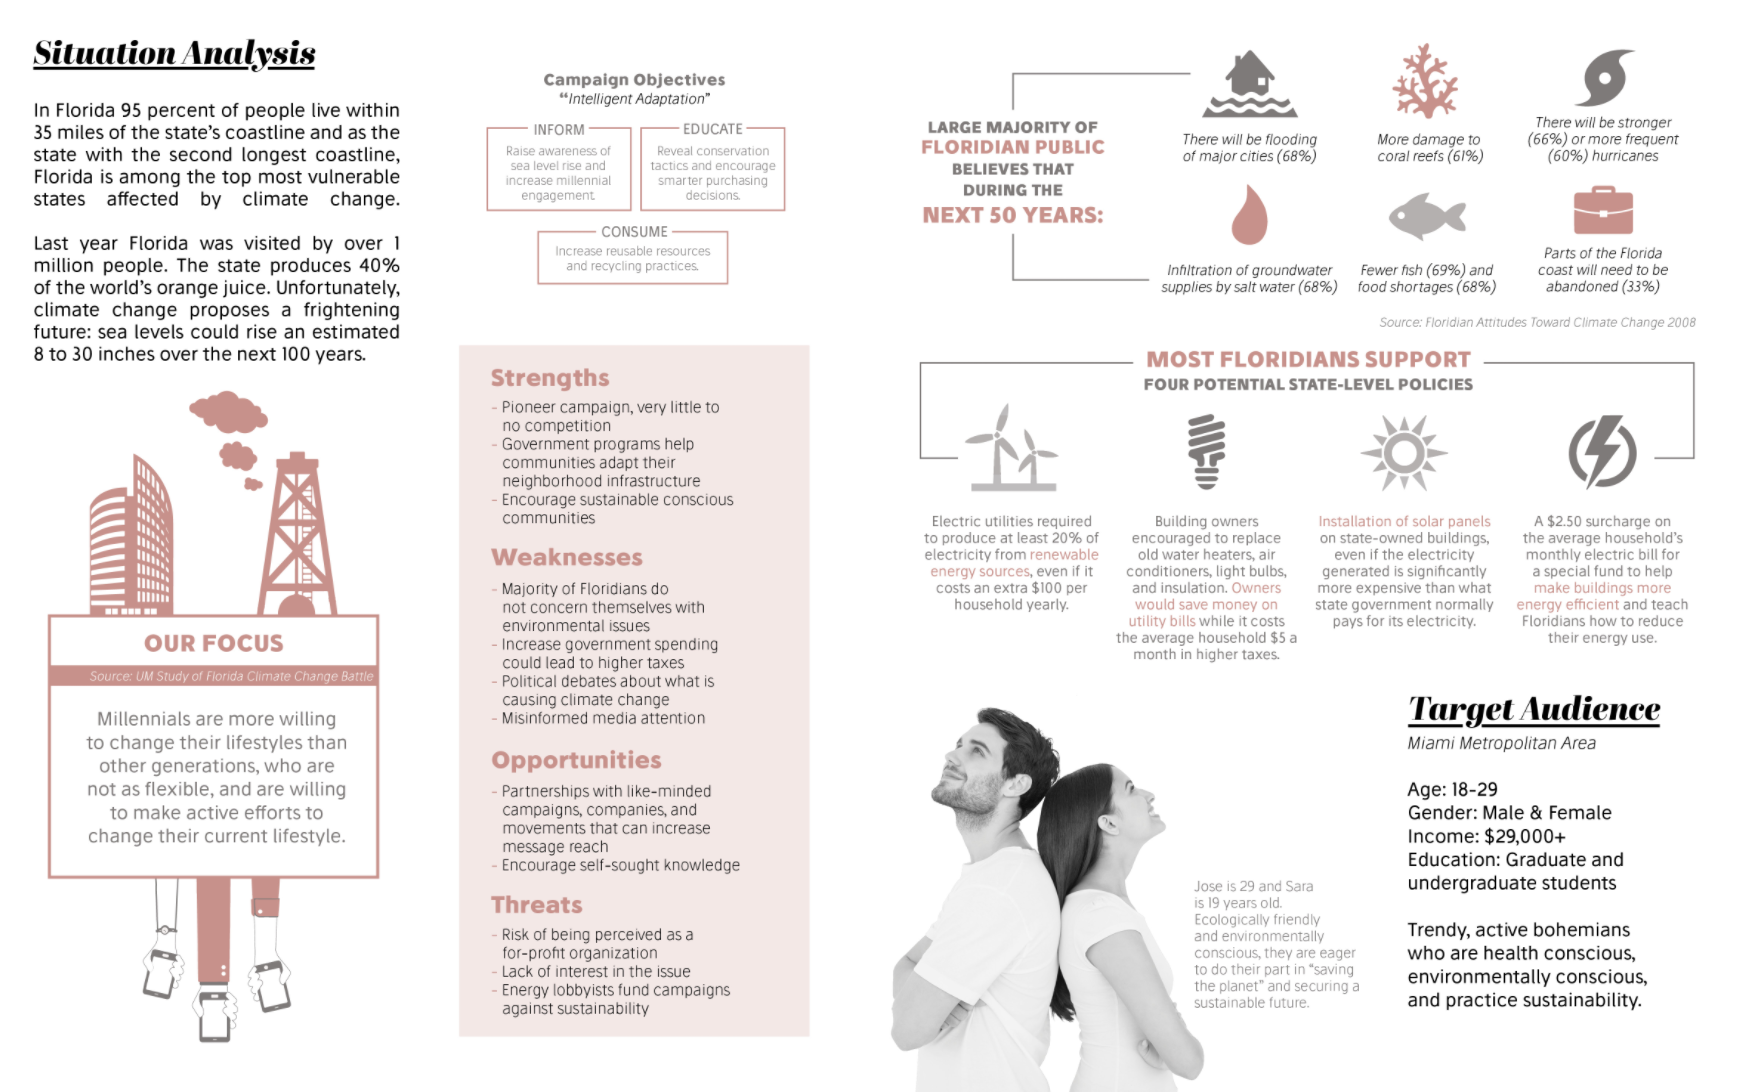 Situation Analysis
In Florida 95 percent of people live within
35 miles of the state's coastline and as the
state with the second longest coastline,
Florida is among the top most vulnerable
states affected by climate change.
Last year Florida was visited by over 1
million people. The state produces 40%
of the world's orange juice. Unfortunately,
climate change proposes a frightening
future: sea levels could rise an estimated
8 to 30 inches over the next 100 years.
OUR FOCUS
Source: UM Study of Florida Climate Change Battle
Millennials are more willing
to change their lifestyles than
other generations, who are
not as flexible, and are willing
to make active efforts to
change their current lifestyle.
Campaign Objectives
“Intelligent Adaptation”
INFORM
Raise awareness of
sea level rise and
increase millennial
engagement.
EDUCATE
Reveal conservation
tactics and encourage
smarter purchasing
decisions.
CONSUME
Increase reusable resources
and recycling practices.
Strengths
- Pioneer campaign, very little to
no competition
- Government programs help
communities adapt their
neighborhood infrastructure
- Encourage sustainable conscious
communities
Weaknesses
- Majority of Floridians do
not concern themselves with
environmental issues
- Increase government spending
could lead to higher taxes
- Political debates about what is
causing climate change
- Misinformed media attention
Opportunities
- Partnerships with like-minded
campaigns, companies, and
movements that can increase
message reach
- Encourage self-sought knowledge
Threats
- Risk of being perceived as a
for-profit organization
- Lack of interest in the issue
- Energy lobbyists fund campaigns
against sustainability
LARGE MAJORITY OF
FLORIDIAN PUBLIC
BELIEVES THAT
DURING THE
NEXT 50 YEARS:
There will be flooding
of major cities (68%)
More damage to
coral reefs (61%)
There will be stronger
(66%) or more frequent
(60%) hurricanes
Infiltration of groundwater
supplies by salt water (68%)
Fewer fish (69%) and
food shortages (68%)
Parts of the Florida
coast will need to be
abandoned (33%)
Source: Floridian Attitudes Toward Climate Change 2008
MOST FLORIDIANS SUPPORT
FOUR POTENTIAL STATE-LEVEL POLICIES
Electric utilities required
to produce at least 20% of
electricity from renewable
energy sources, even if it
costs an extra $100 per
household yearly.
Building owners
encouraged to replace
old water heaters, air
conditioners, light bulbs,
and insulation. Owners
would save money on
utility bills while it costs
the average household $5 a
month in higher taxes.
Installation of solar panels
on state-owned buildings,
even if the electricity
generated is significantly
more expensive than what
state government normally
pays for its electricity.
A $2.50 surcharge on
the average household's
monthly electric bill for
a special fund to help
make buildings more
energy efficient and teach
Floridians how to reduce
their energy use.
Jose is 29 and Sara
is 19 years old.
Ecologically friendly
and environmentally
conscious, they are eager
to do their part in “saving
the planet” and securing a
sustainable future.
Target Audience
Miami Metropolitan Area
Age: 18-29
Gender: Male & Female
Income: $29,000+
Education: Graduate and
undergraduate students
Trendy, active bohemians
who are health conscious,
environmentally conscious,
and practice sustainability.